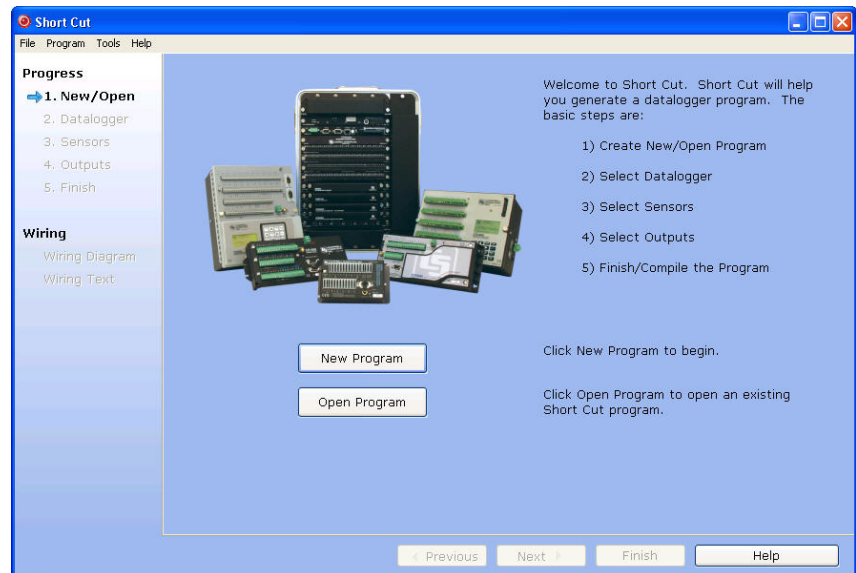 Short Cut
File Program Tools Help
Progress
1. New/Open
2. Datalogger
3. Sensors
4. Outputs
5. Finish
Wiring
Wiring Diagram
Wiring Text
Welcome to Short Cut. Short Cut will help
you generate a datalogger program. The
basic steps are:
1) Create New/Open Program
2) Select Datalogger
3) Select Sensors
4) Select Outputs
5) Finish/Compile the Program
New Program
Click New Program to begin.
Open Program
Click Open Program to open an existing
Short Cut program.
Previous
Next
Finish
Help